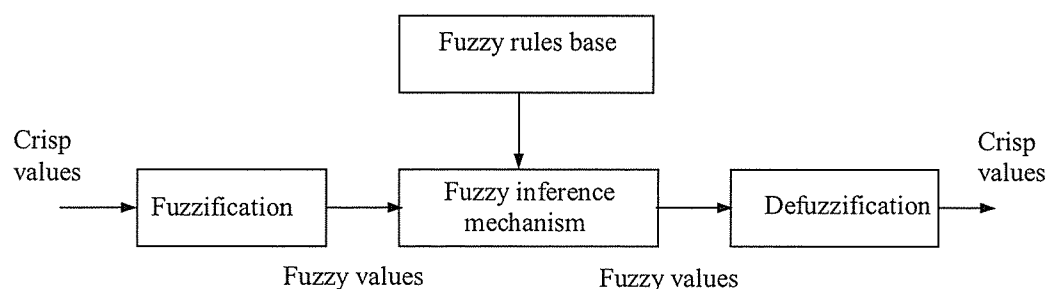 Fuzzy rules base
Crisp
values
Crisp
values
Fuzzification
Fuzzy inference
mechanism
Defuzzification
Fuzzy values
Fuzzy values